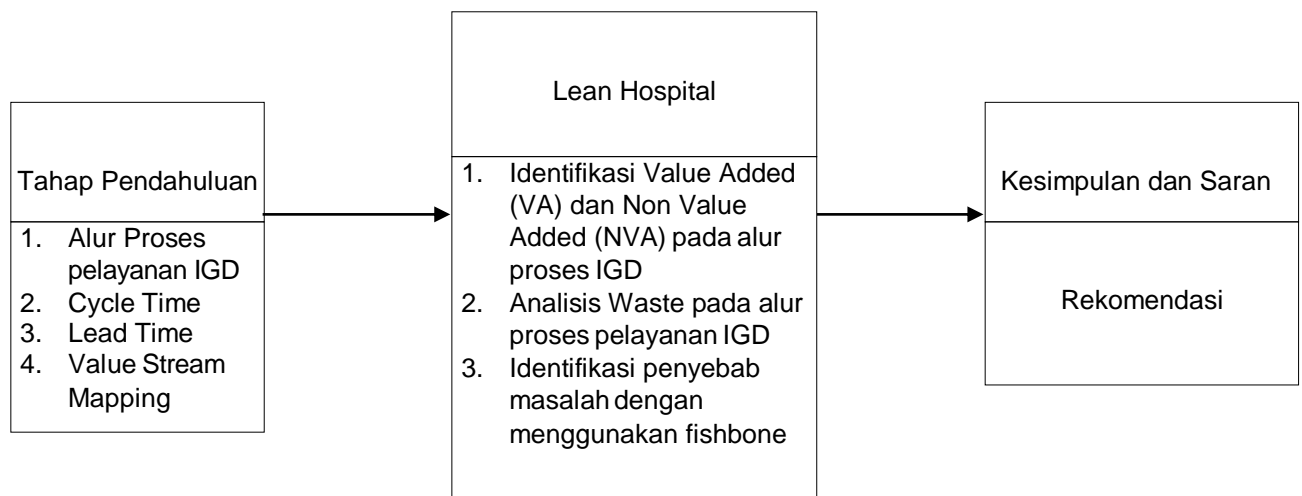 Tahap Pendahuluan
1. Alur Proses
pelayanan IGD
2. Cycle Time
3. Lead Time
4. Value Stream
Mapping
Lean Hospital
1. Identifikasi Value Added
(VA) dan Non Value
Added (NVA) pada alur
proses IGD
2. Analisis Waste pada alur
proses pelayanan IGD
3. Identifikasi penyebab
masalah dengan
menggunakan fishbone
Kesimpulan dan Saran
Rekomendasi